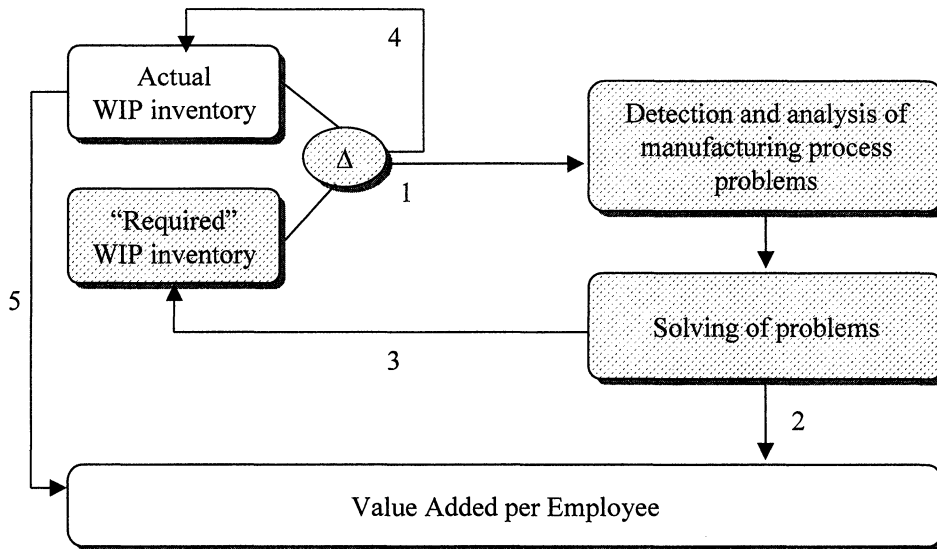 4
Actual
WIP inventory
Δ
1
Detection and analysis of
manufacturing process
problems
“Required”
WIP inventory
5
3
Solving of problems
2
Value Added per Employee